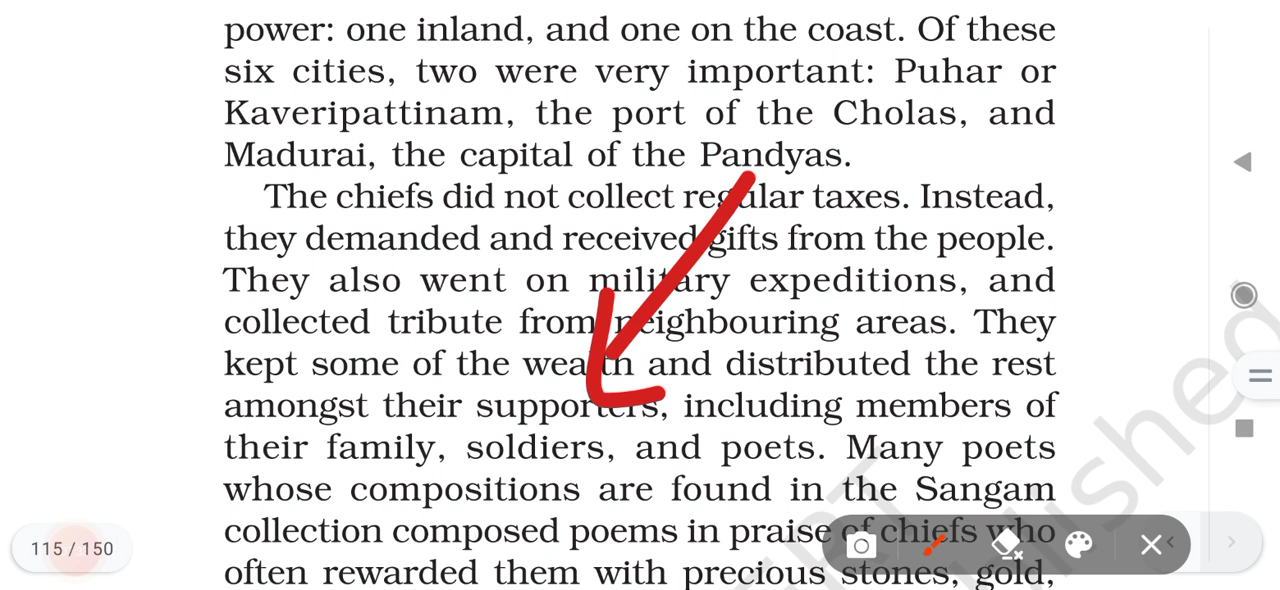 power: one inland, and one on the coast. Of these
six cities, two were very important: Puhar or
Kaveripattinam, the port of the Cholas, and
Madurai, the capital of the Pandyas.
The chiefs did not collect regular taxes. Instead,
they demanded and received gifts from the people.
They also went on military expeditions, and
collected tribute from neighbouring areas. They
kept some of the wealth and distributed the rest
amongst their supporters, including members of
their family, soldiers, and poets. Many poets
whose compositions are found in the Sangam
collection composed poems in praise of chiefs who
often rewarded them with precious stones, gold,
115 / 150